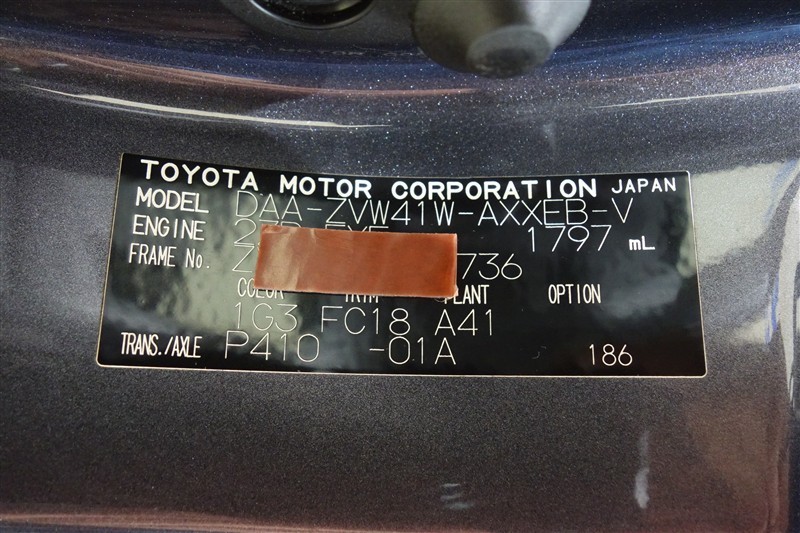 TOYOTA MOTOR CORPORATION JAPAN
MODEL DAA-ZVW41W-AXXEB-V
ENGINE 1797 mL
FRAME No. 736
COLOR TRIM PLANT OPTION
1G3 FC18 A41
TRANS./AXLE P410 -01A 186